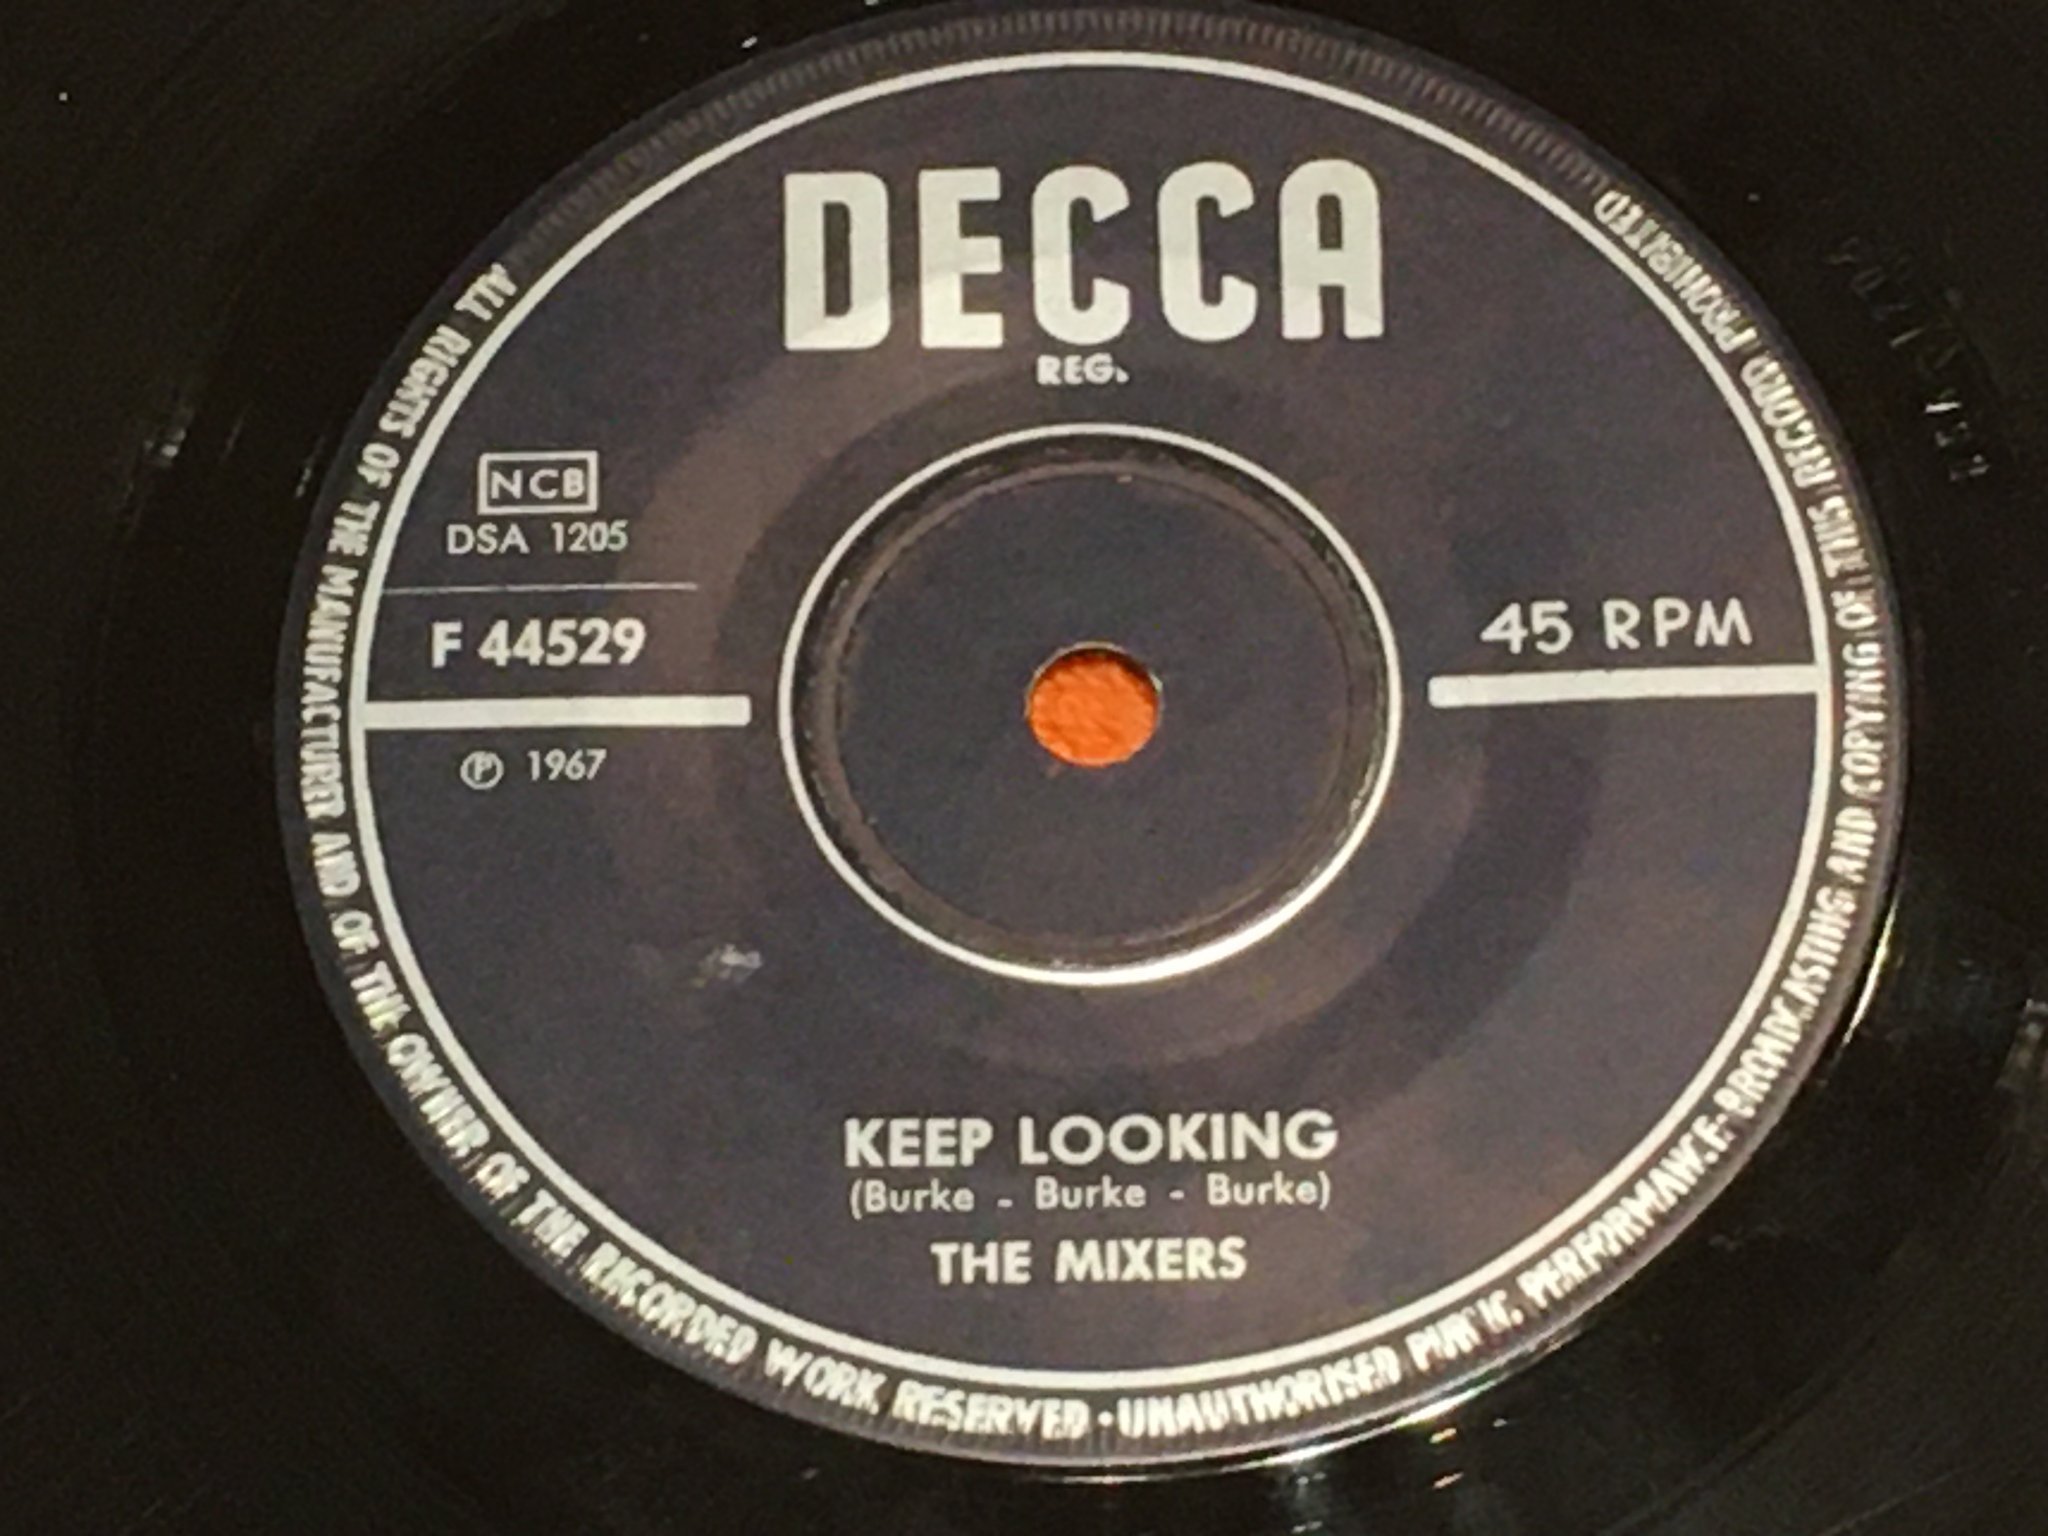 DECCA
REG.
NCB
DSA 1205
F 44529
45 RPM
℗ 1967
KEEP LOOKING
(Burke - Burke - Burke)
THE MIXERS
ALL RIGHTS OF THE MANUFACTURER AND OF THE OWNER OF THE RECORDED WORK RESERVED · UNAUTHORISED PUBLIC PERFORMANCE · BROADCASTING AND COPYING OF THIS RECORD PROHIBITED